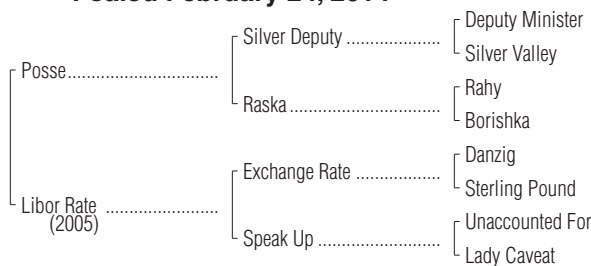 Deputy Minister
Silver Deputy ......................
Silver Valley
Posse....................................
Rahy
Raska ...................................
Borishka
Danzig
Exchange Rate ....................
Sterling Pound
Libor Rate ...........................
(2005)
Unaccounted For
Speak Up .............................
Lady Caveat